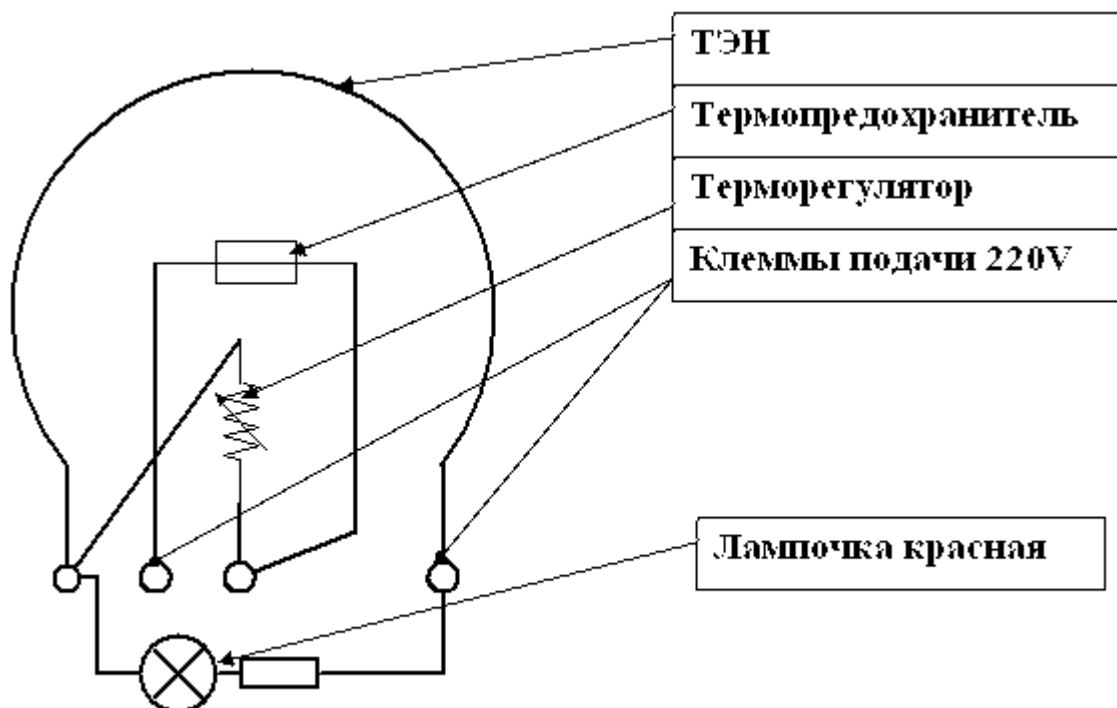 ТЭН
Термопредохранитель
Терморегулятор
Клеммы подачи 220V
Лампочка красная